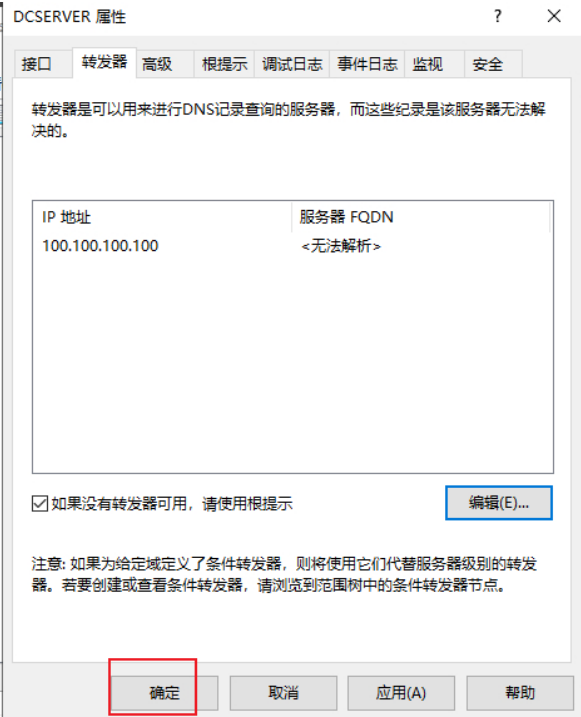 DCSERVER 属性
? ×
接口 转发器 高级 根提示 调试日志 事件日志 监视 安全
转发器是可以用来进行DNS记录查询的服务器，而这些纪录是该服务器无法解
决的。
IP 地址 服务器 FQDN
100.100.100.100 <无法解析>
如果没有转发器可用，请使用根提示 编辑(E)...
注意: 如果为给定域定义了条件转发器，则将使用它们代替服务器级别的转发
器。若要创建或查看条件转发器，请浏览到范围树中的条件转发器节点。
确定 取消 应用(A) 帮助